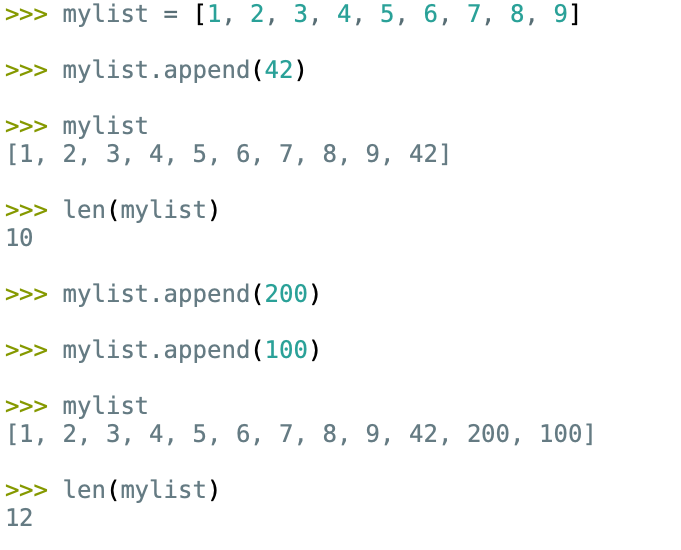 >>> mylist = [1, 2, 3, 4, 5, 6, 7, 8, 9]
>>> mylist.append(42)
>>> mylist
[1, 2, 3, 4, 5, 6, 7, 8, 9, 42]
>>> len(mylist)
10
>>> mylist.append(200)
>>> mylist.append(100)
>>> mylist
[1, 2, 3, 4, 5, 6, 7, 8, 9, 42, 200, 100]
>>> len(mylist)
12